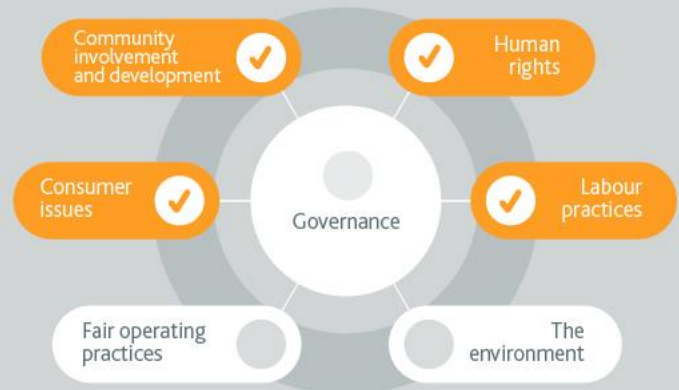 Community
involvement
and development
Human
rights
Consumer
issues
Labour
practices
Governance
Fair operating
practices
The
environment